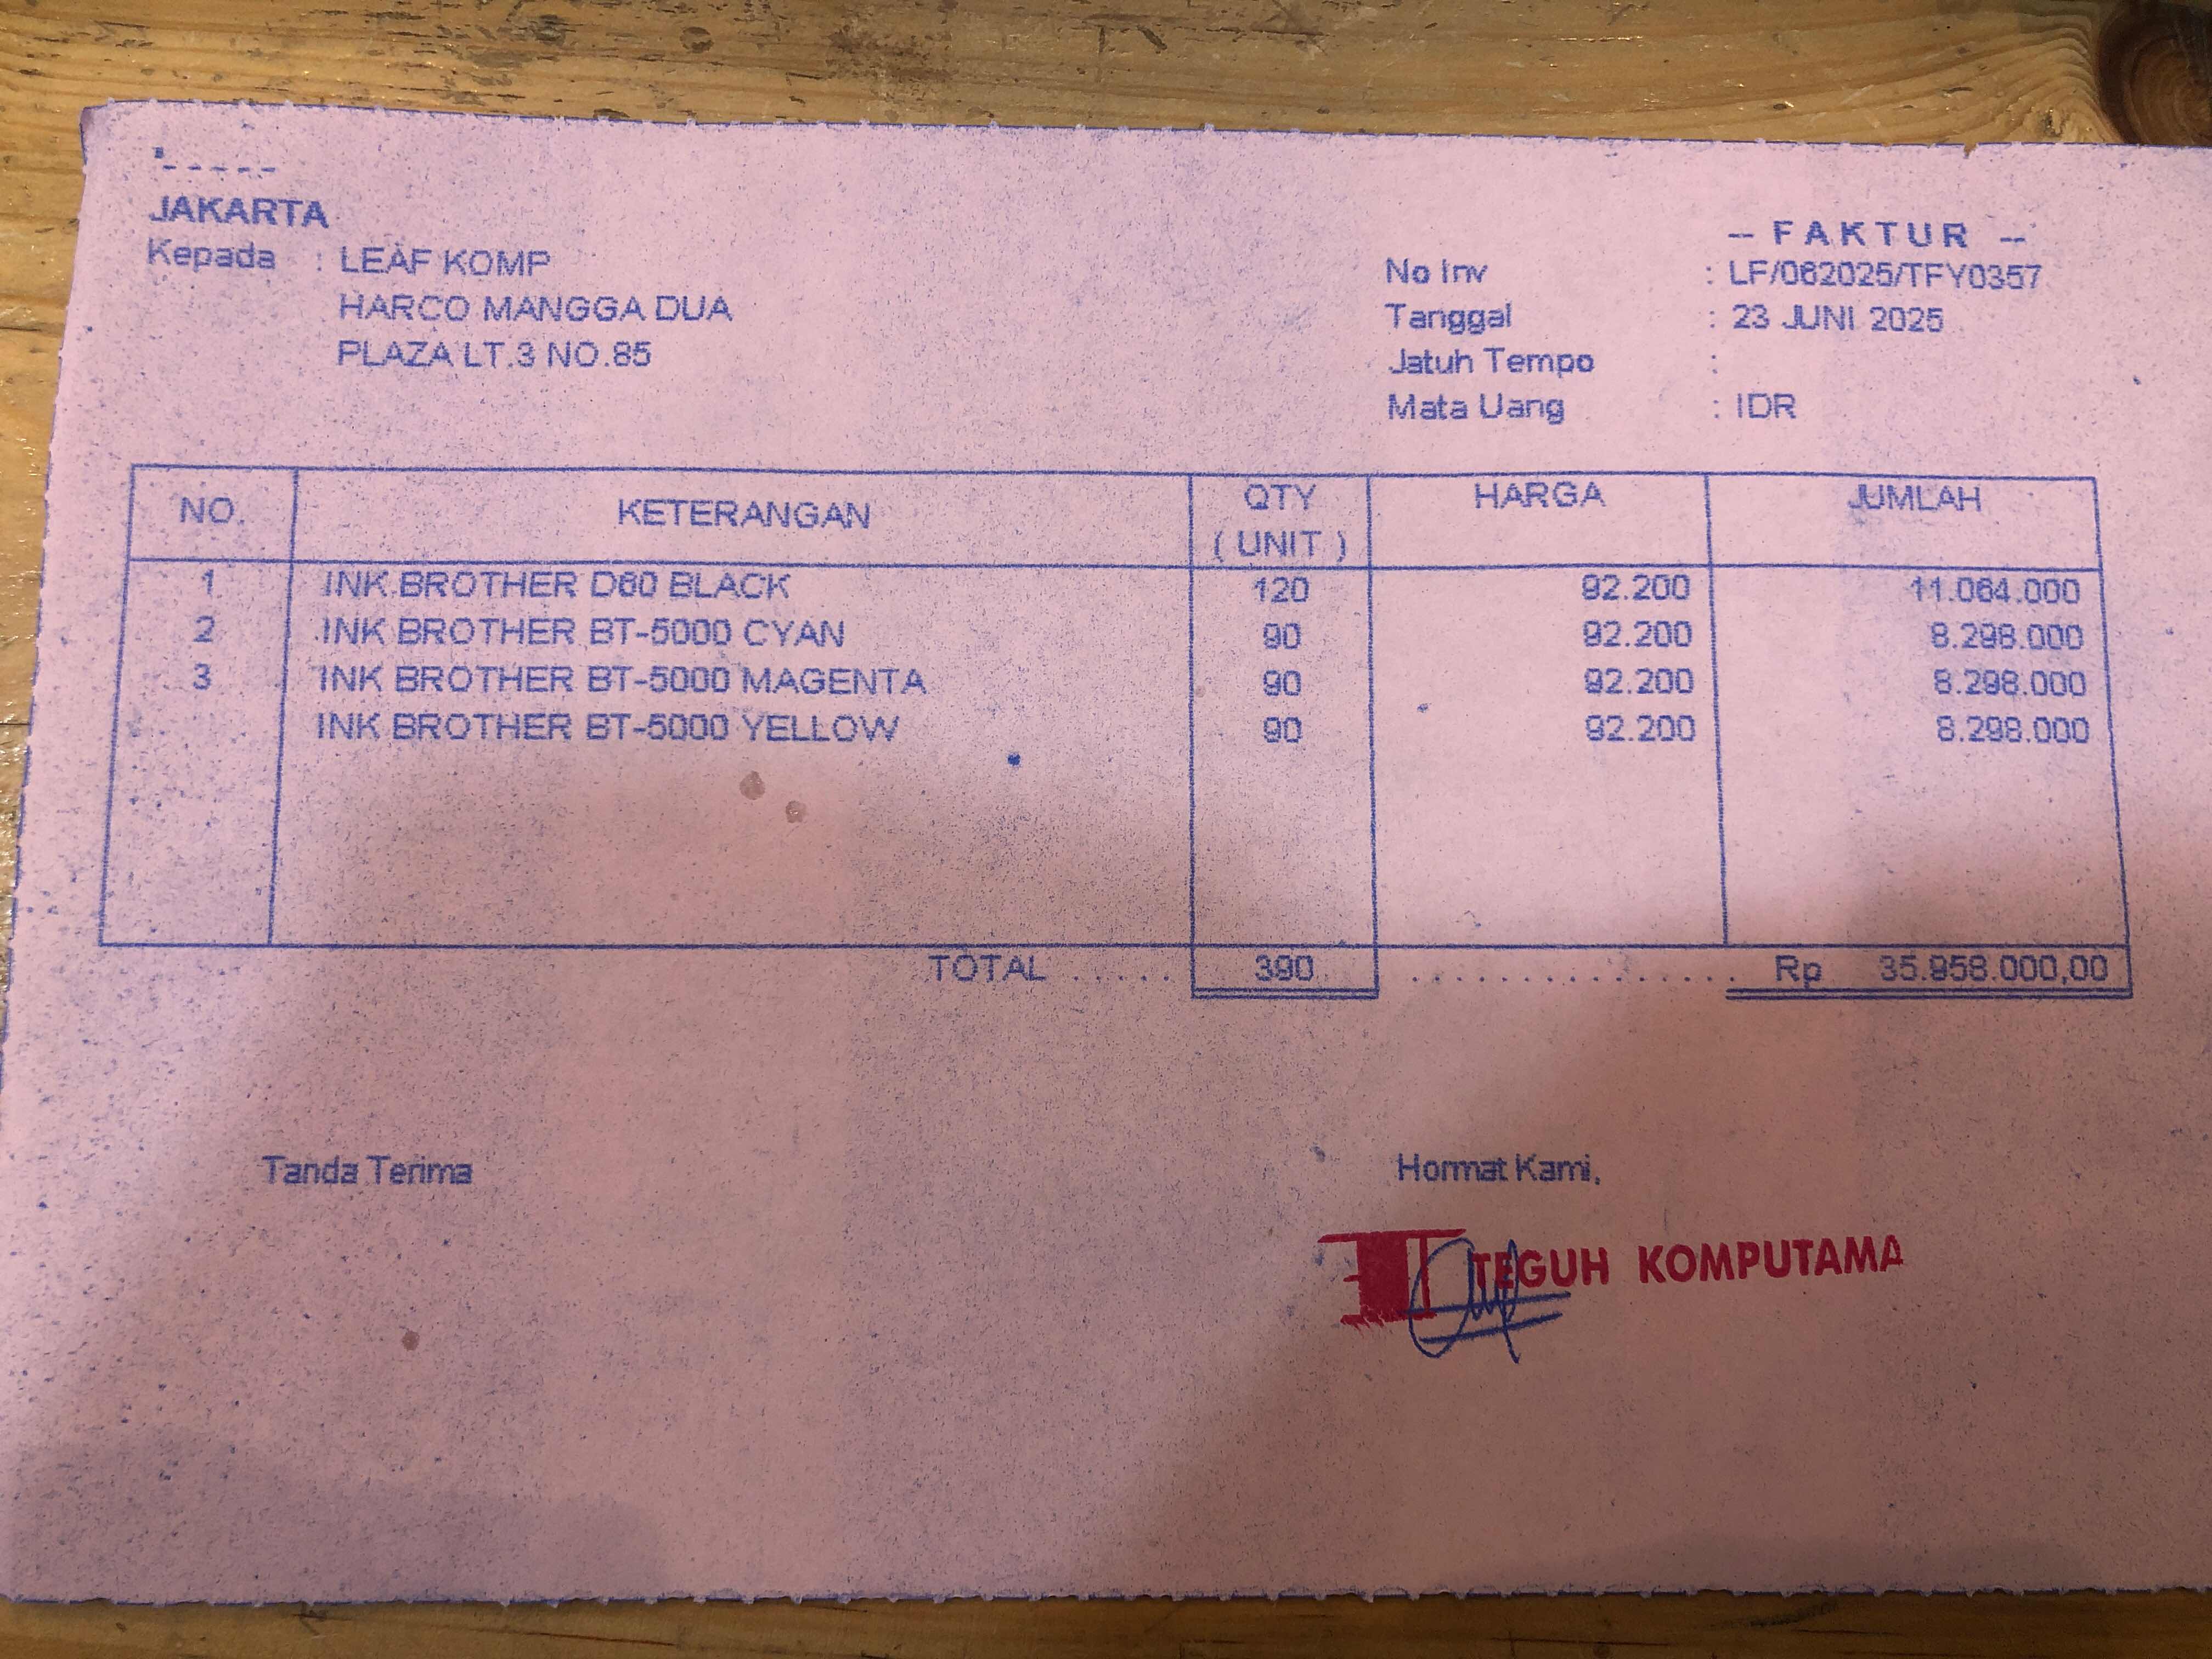 -----
JAKARTA
Kepada : LEAF KOMP
HARCO MANGGA DUA
PLAZA LT.3 NO.85
-- FAKTUR --
No Inv : LF/062025/TFY0357
Tanggal : 23 JUNI 2025
Jatuh Tempo :
Mata Uang : IDR
NO. KETERANGAN QTY ( UNIT ) HARGA JUMLAH
1 INK BROTHER D60 BLACK 120 92.200 11.064.000
2 INK BROTHER BT-5000 CYAN 90 92.200 8.298.000
3 INK BROTHER BT-5000 MAGENTA 90 92.200 8.298.000
INK BROTHER BT-5000 YELLOW 90 92.200 8.298.000
TOTAL ..... 390 ............... Rp 35.958.000,00
Tanda Terima
Hormat Kami,
TEGUH KOMPUTAMA